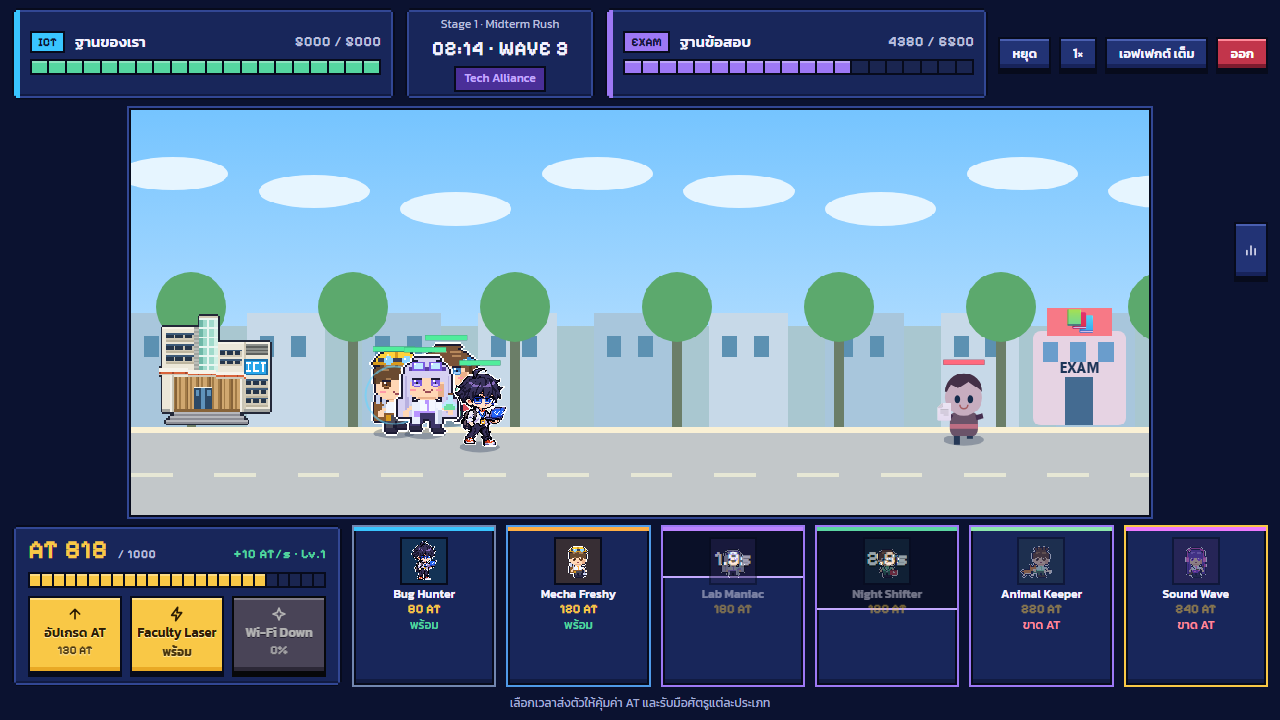 ICT
ฐานของเรา
8000 / 8000
Stage 1 · Midterm Rush
02:14 · WAVE 3
Tech Alliance
EXAM
ฐานข้อสอบ
4380 / 6800
หยุด
1×
เอฟเฟกต์ เต็ม
ออก
ICT
EXAM
AT 818 / 1000
+10 AT/s · Lv.1
อัปเกรด AT
130 AT
Faculty Laser
พร้อม
Wi-Fi Down
0%
Bug Hunter
80 AT
พร้อม
Mecha Freshy
180 AT
พร้อม
1.9s
Lab Maniac
180 AT
8.9s
Night Shifter
Animal Keeper
880 AT
ขาด AT
Sound Wave
840 AT
ขาด AT
เลือกเวลาส่งตัวให้คุ้มค่า AT และรับมือศัตรูแต่ละประเภท